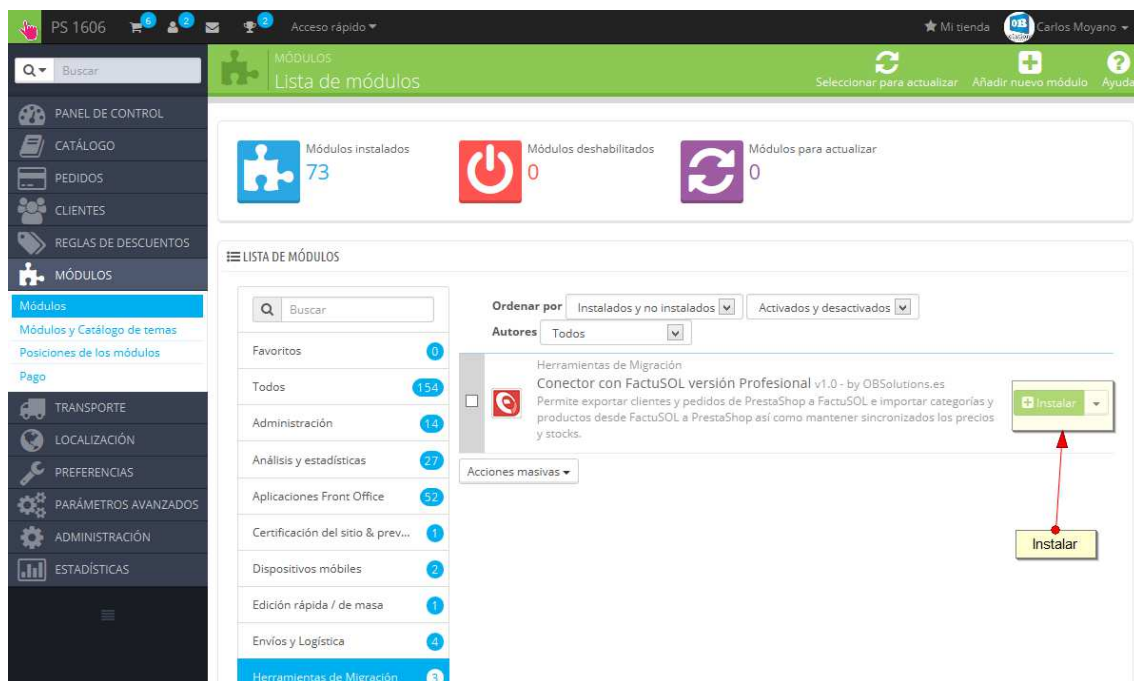 PS 1606 6 2 2 Acceso rápido Mi tienda OB Carlos Moyano
Buscar
MÓDULOS
Lista de módulos
Seleccionar para actualizar Añadir nuevo módulo Ayuda
PANEL DE CONTROL
CATÁLOGO
PEDIDOS
CLIENTES
REGLAS DE DESCUENTOS
MÓDULOS
Módulos
Módulos y Catálogo de temas
Posiciones de los módulos
Pago
TRANSPORTE
LOCALIZACIÓN
PREFERENCIAS
PARÁMETROS AVANZADOS
ADMINISTRACIÓN
ESTADÍSTICAS
Módulos instalados
73
Módulos deshabilitados
0
Módulos para actualizar
0
LISTA DE MÓDULOS
Buscar
Favoritos 0
Todos 154
Administración 14
Análisis y estadísticas 27
Aplicaciones Front Office 52
Certificación del sitio & prev... 1
Dispositivos móbiles 2
Edición rápida / de masa 1
Envíos y Logística 4
Herramientas de Migración 3
Ordenar por Instalados y no instalados Activados y desactivados
Autores Todos
Herramientas de Migración
Conector con FactuSOL versión Profesional v1.0 - by OBSolutions.es
Permite exportar clientes y pedidos de PrestaShop a FactuSOL e importar categorías y
productos desde FactuSOL a PrestaShop así como mantener sincronizados los precios
y stocks.
Instalar
Acciones masivas
Instalar